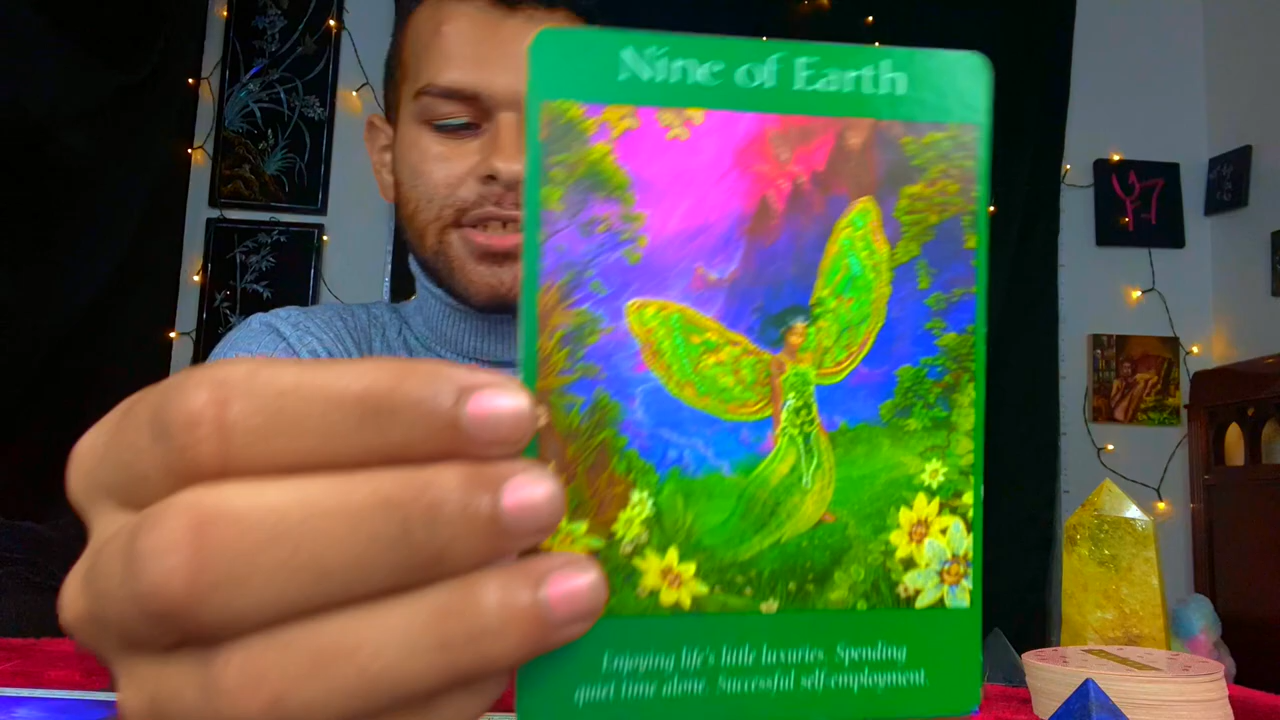 Nine of Earth
Enjoying life's little luxuries. Spending
quiet time alone. Successful self-employment.